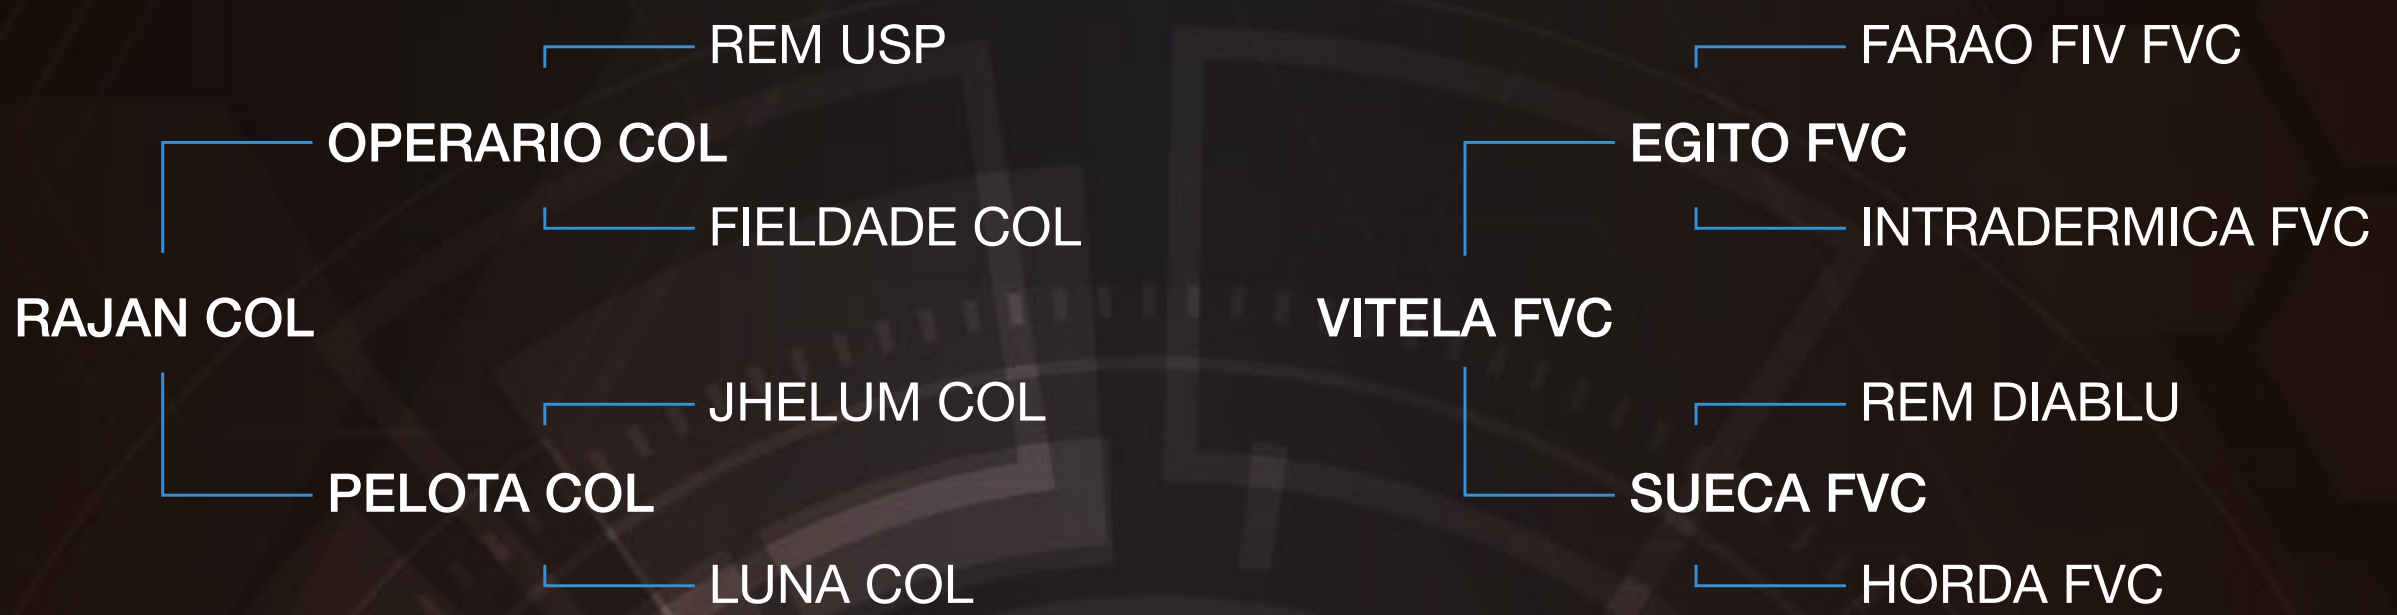 REM USP
OPERARIO COL
FIELDADE COL
RAJAN COL
JHELUM COL
PELOTA COL
LUNA COL
FARAO FIV FVC
EGITO FVC
INTRADERMICA FVC
VITELA FVC
REM DIABLU
SUECA FVC
HORDA FVC